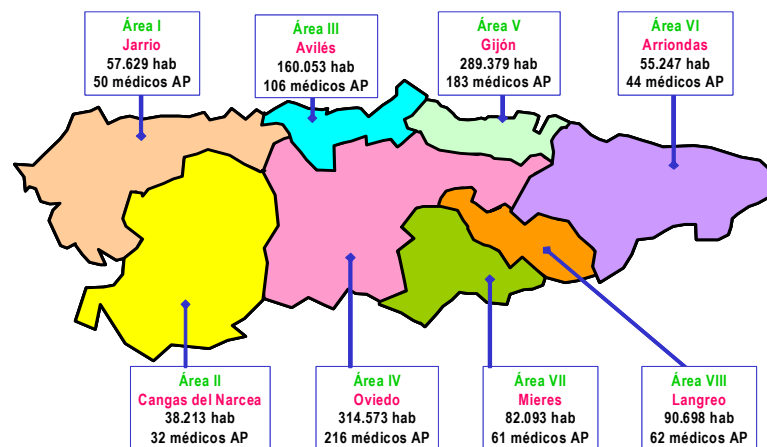 Área I
Jarrio
57.629 hab
50 médicos AP
Área III
Avilés
160.053 hab
106 médicos AP
Área V
Gijón
289.379 hab
183 médicos AP
Área VI
Arriondas
55.247 hab
44 médicos AP
Área II
Cangas del Narcea
38.213 hab
32 médicos AP
Área IV
Oviedo
314.573 hab
216 médicos AP
Área VII
Mieres
82.093 hab
61 médicos AP
Área VIII
Langreo
90.698 hab
62 médicos AP